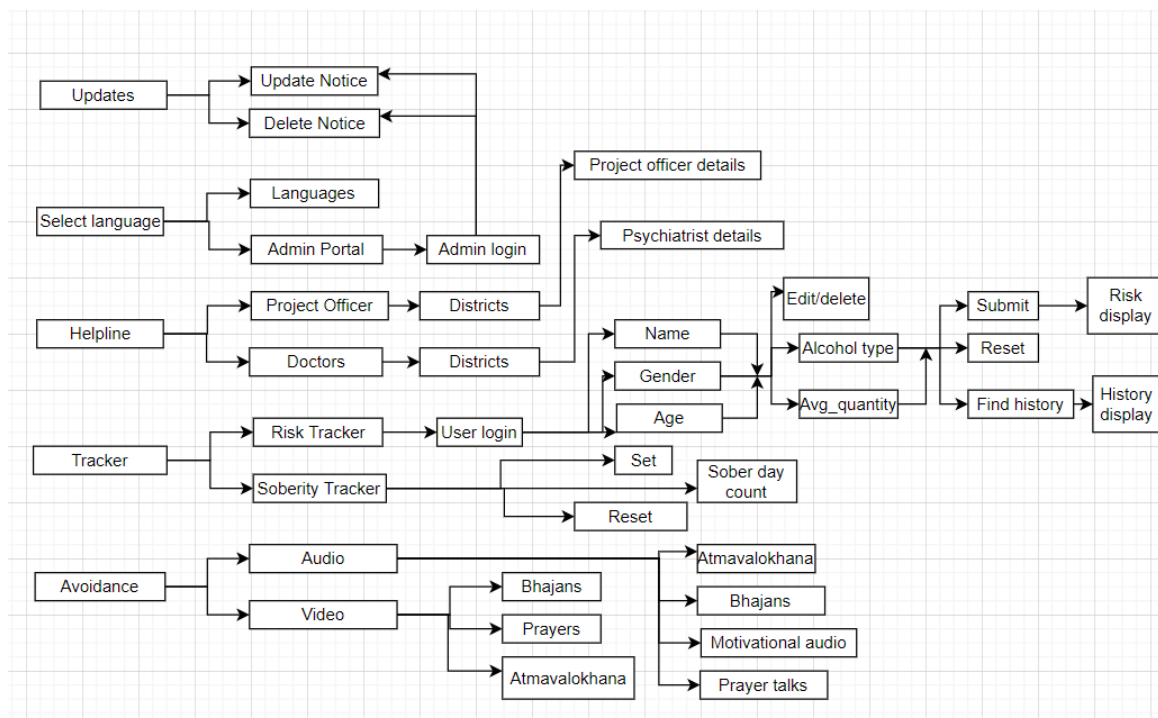 Updates
Update Notice
Delete Notice
Select language
Languages
Admin Portal
Admin login
Project officer details
Psychiatrist details
Helpline
Project Officer
Districts
Doctors
Districts
Tracker
Risk Tracker
User login
Name
Gender
Age
Edit/delete
Alcohol type
Avg_quantity
Submit
Reset
Find history
Risk
display
History
display
Soberity Tracker
Set
Sober day
count
Reset
Avoidance
Audio
Video
Bhajans
Prayers
Atmavalokhana
Atmavalokhana
Bhajans
Motivational audio
Prayer talks